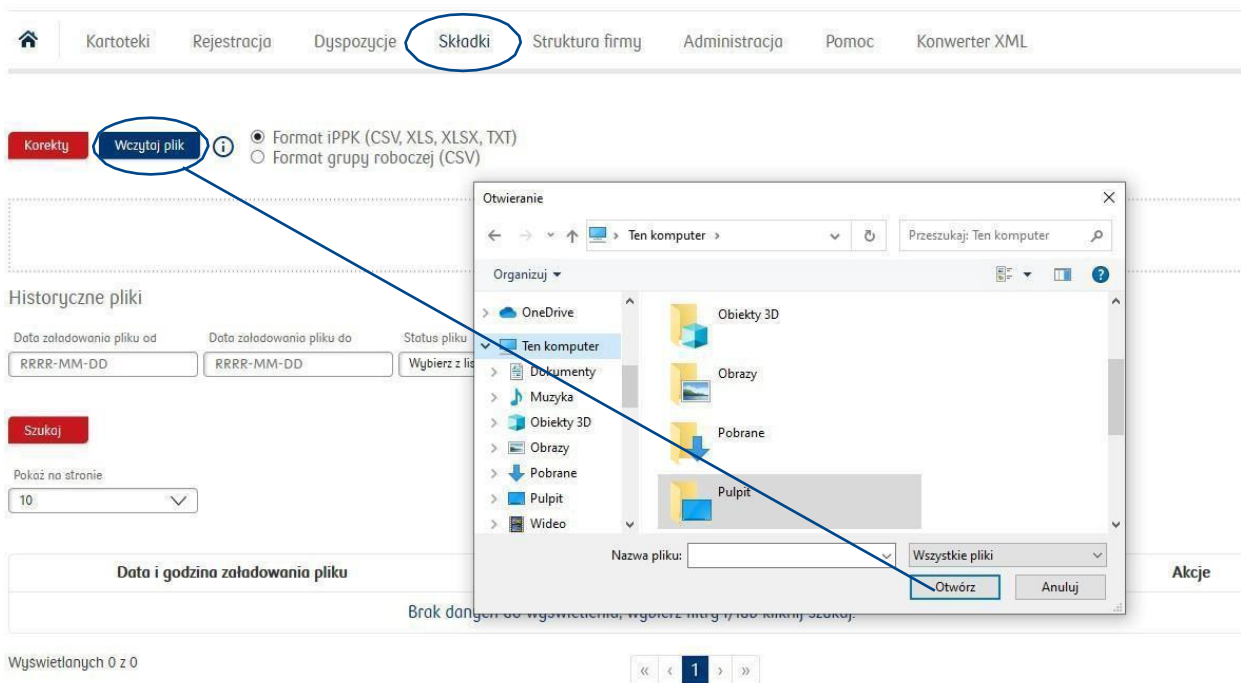 Kartoteki Rejestracja Dyspozycje Składki Struktura firmy Administracja Pomoc Konwerter XML
Korekty Wczytaj plik i Format iPPK (CSV, XLS, XLSX, TXT)
Format grupy roboczej (CSV)
Otwieranie
Ten komputer
Przeszukaj: Ten komputer
Organizuj
?
OneDrive
Ten komputer
Dokumenty
Muzyka
Obiekty 3D
Obrazy
Pobrane
Pulpit
Wideo
Obiekty 3D
Obrazy
Pobrane
Pulpit
Nazwa pliku: Wszystkie pliki
Otwórz Anuluj
Historyczne pliki
Data załadowania pliku od Data załadowania pliku do Status pliku
RRRR-MM-DD RRRR-MM-DD Wybierz z lis
Szukaj
Pokaż na stronie
10
Data i godzina załadowania pliku Akcje
Brak danych do wyświetlenia, wybierz filtry i/lub kliknij szukaj.
Wyswietlanych 0 z 0 « ‹ 1 › »